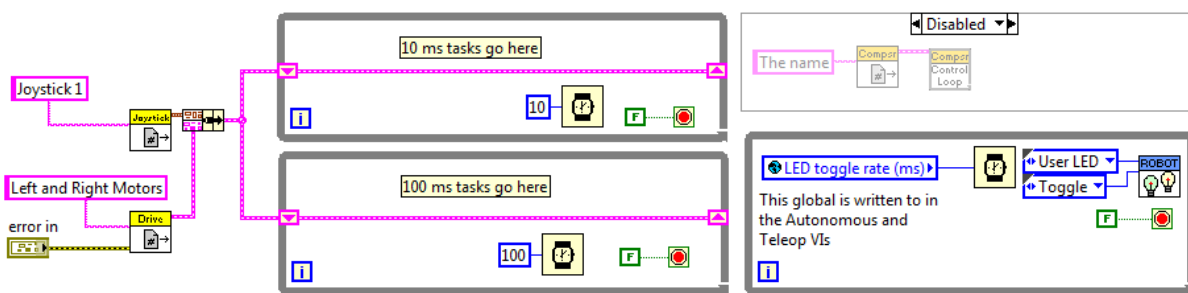 Joystick 1
Joystick
#
Left and Right Motors
Drive
#
error in
10 ms tasks go here
10
i
F
100 ms tasks go here
100
i
F
Disabled
The name
Compsr
#
Compsr
Control
Loop
LED toggle rate (ms)
User LED
Toggle
ROBOT
This global is written to in
the Autonomous and
Teleop VIs
F
i